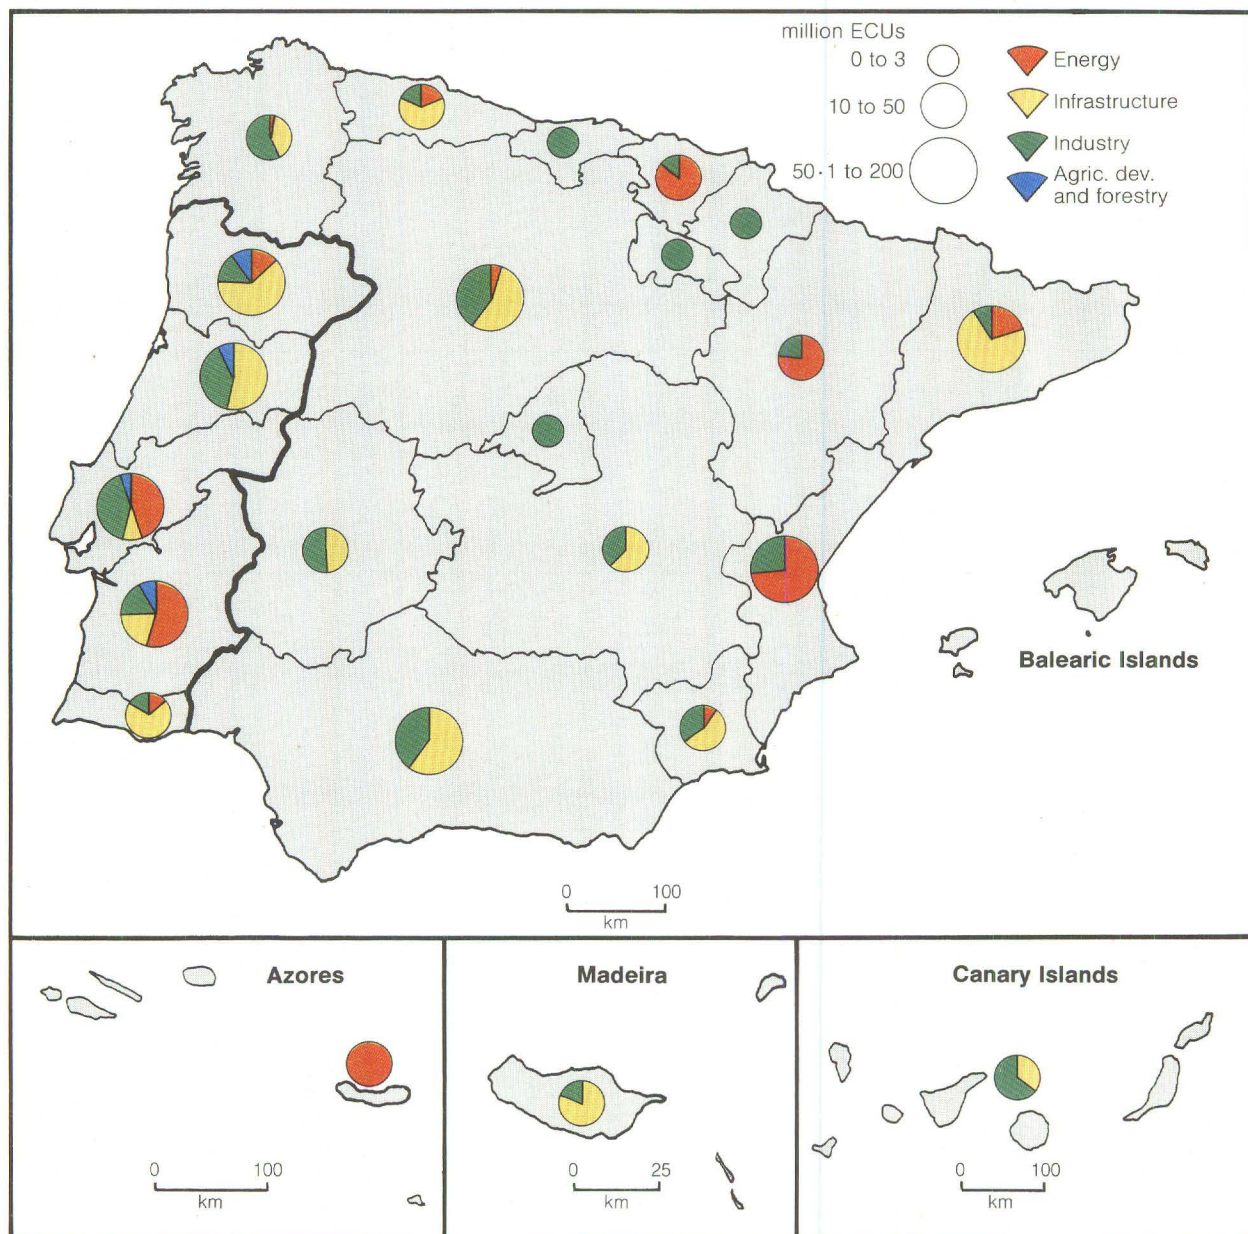 million ECUs
0 to 3
10 to 50
50·1 to 200
Energy
Infrastructure
Industry
Agric. dev.
and forestry
Balearic Islands
0 100
km
Azores
0 100
km
Madeira
0 25
km
Canary Islands
0 100
km